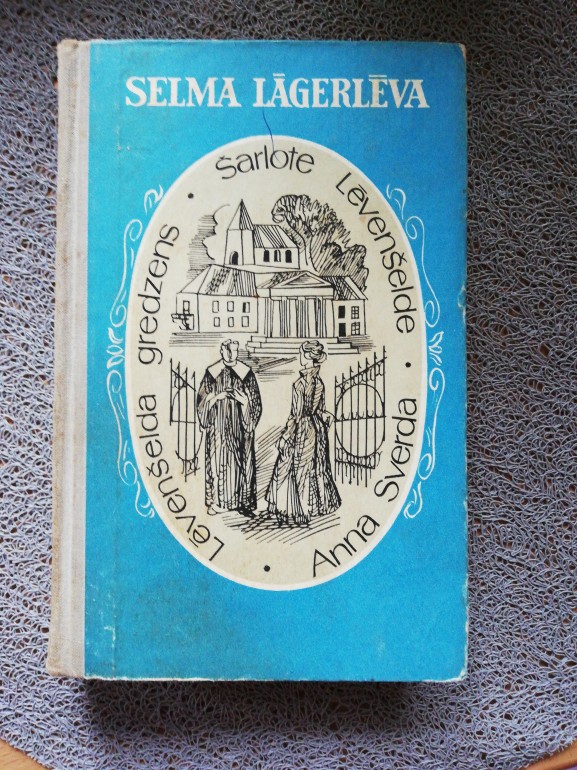 SELMA LĀGERLĒVA
Lēvenšelda gredzens •
Šarlote Lēvenšelde •
Anna Sverda •